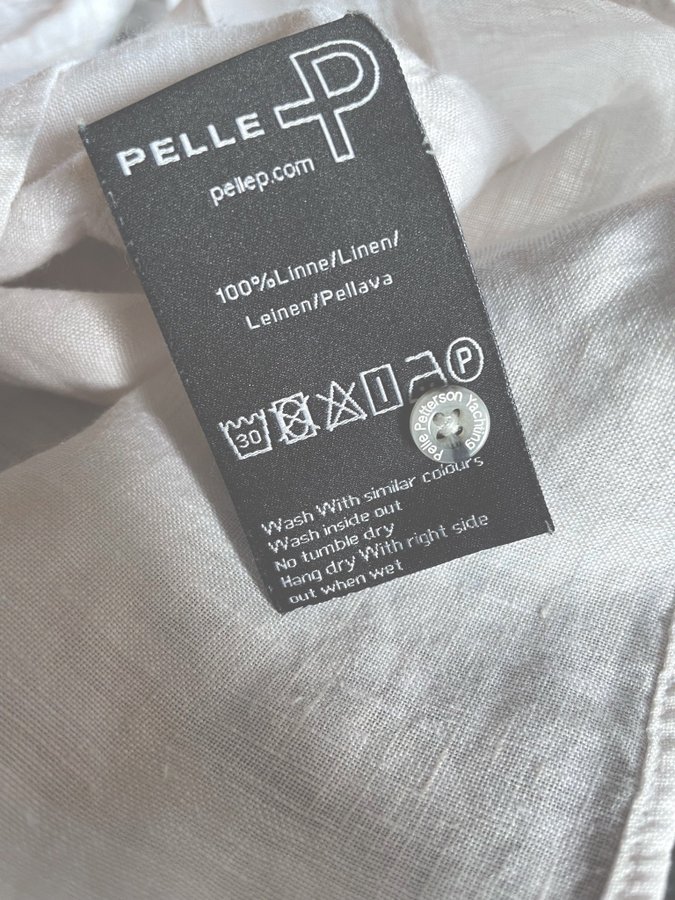 PELLE P
pellep.com
100%Linne/Linen/
Leinen/Pellava
30
P
Pelle Petterson Yachting
Wash With similar colours
Wash inside out
No tumble dry
Hang dry With right side
out when wet